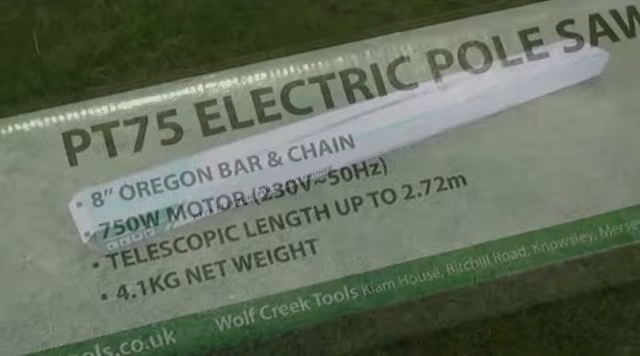 PT75 ELECTRIC POLE SAW
• 8" OREGON BAR & CHAIN
• 750W MOTOR (230V~50Hz)
• TELESCOPIC LENGTH UP TO 2.72m
• 4.1KG NET WEIGHT
ols.co.uk Wolf Creek Tools Kiam House, Birchill Road, Knowsley,